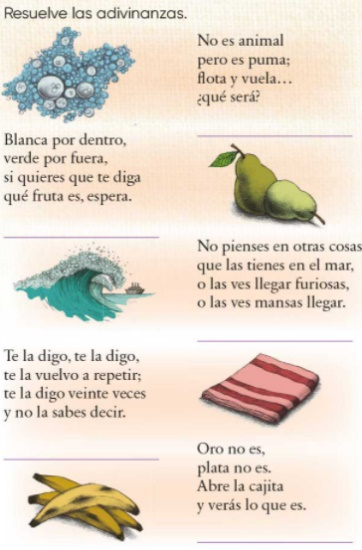 Resuelve las adivinanzas.
No es animal
pero es puma;
flota y vuela…
¿qué será?
Blanca por dentro,
verde por fuera,
si quieres que te diga
qué fruta es, espera.
No pienses en otras cosas
que las tienes en el mar,
o las ves llegar furiosas,
o las ves mansas llegar.
Te la digo, te la digo,
te la vuelvo a repetir;
te la digo veinte veces
y no la sabes decir.
Oro no es,
plata no es.
Abre la cajita
y verás lo que es.